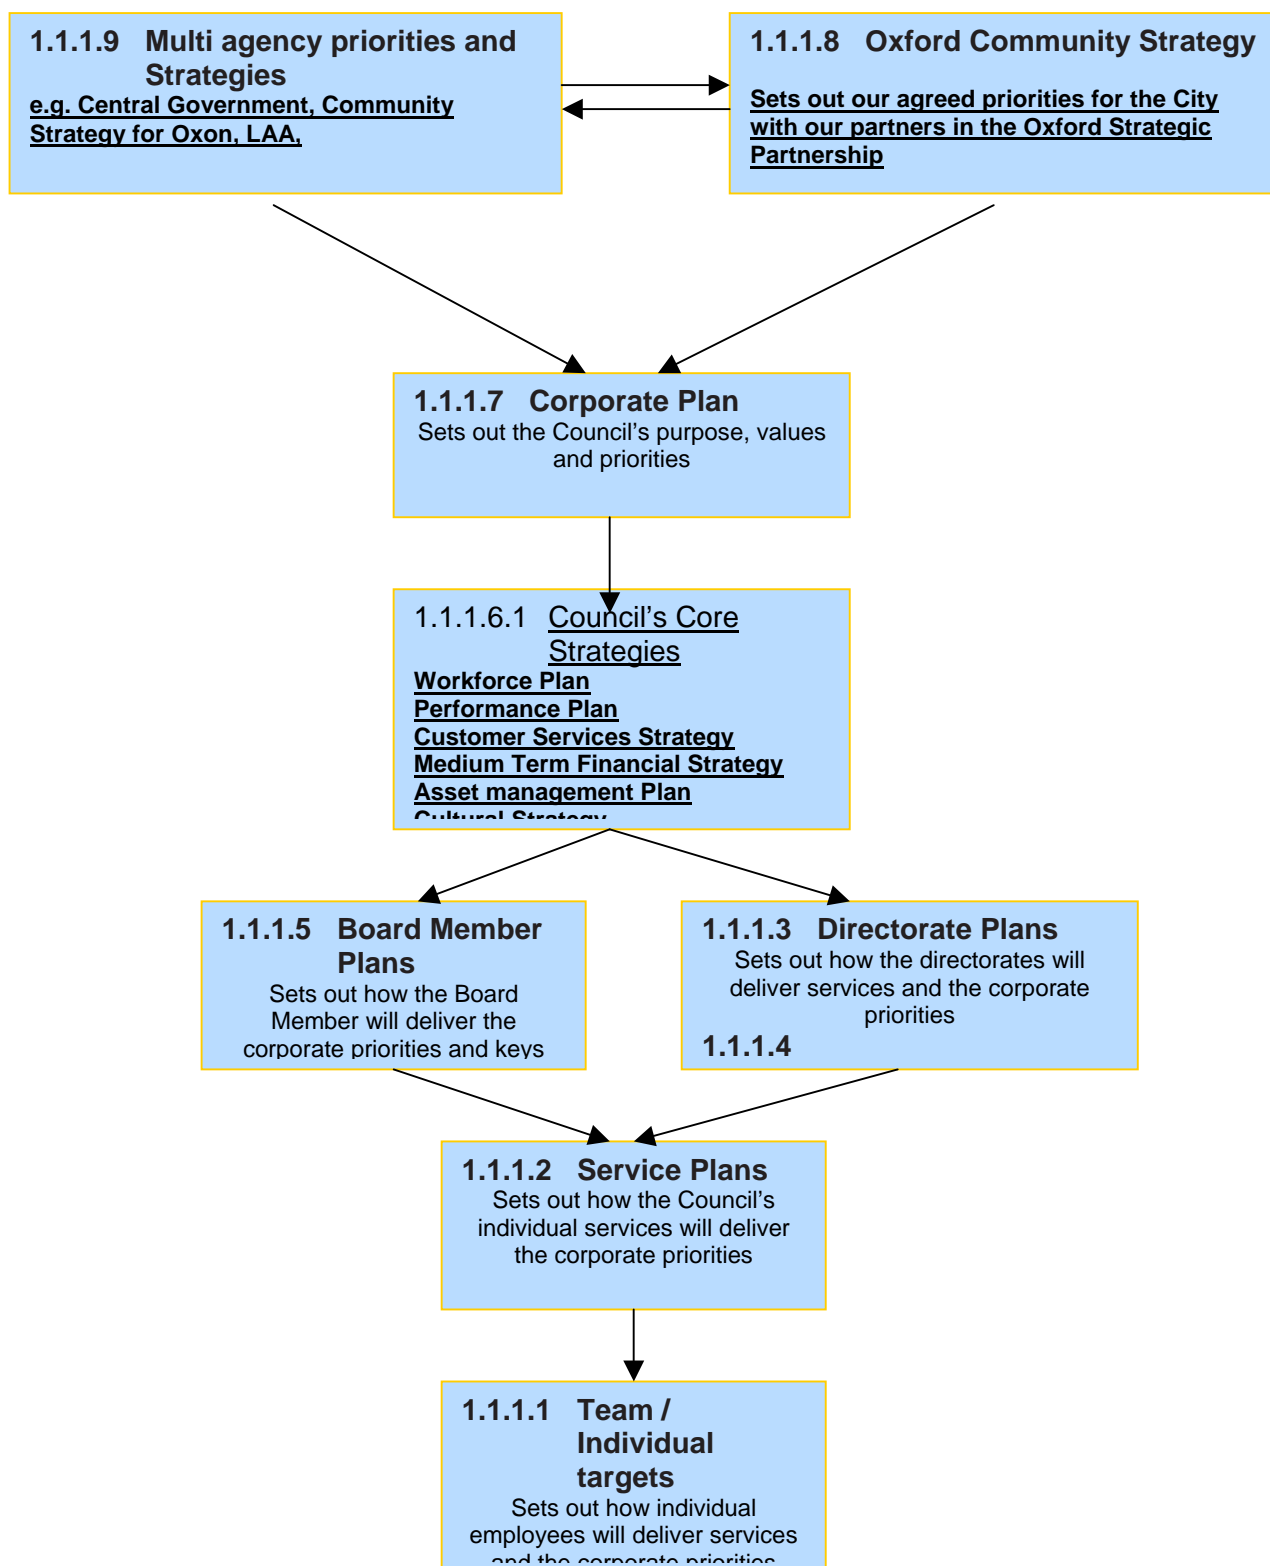 1.1.1.9 Multi agency priorities and
Strategies
e.g. Central Government, Community
Strategy for Oxon, LAA,
1.1.1.8 Oxford Community Strategy
Sets out our agreed priorities for the City
with our partners in the Oxford Strategic
Partnership
1.1.1.7 Corporate Plan
Sets out the Council's purpose, values
and priorities
1.1.1.6.1 Council's Core
Strategies
Workforce Plan
Performance Plan
Customer Services Strategy
Medium Term Financial Strategy
Asset management Plan
Cultural Strategy
1.1.1.5 Board Member
Plans
Sets out how the Board
Member will deliver the
corporate priorities and keys
1.1.1.3 Directorate Plans
Sets out how the directorates will
deliver services and the corporate
priorities
1.1.1.4
1.1.1.2 Service Plans
Sets out how the Council's
individual services will deliver
the corporate priorities
1.1.1.1 Team /
Individual
targets
Sets out how individual
employees will deliver services
and the corporate priorities